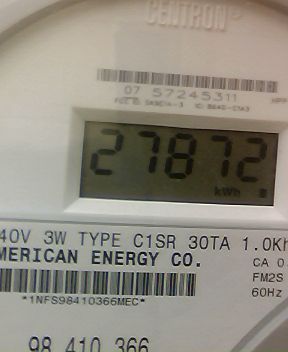 CENTRON
07 57245311
27872
kWh
40V 3W TYPE C1SR 30TA 1.0Kh
MERICAN ENERGY CO.
CA 0
FM2S
*1NFS98410366MEC*
60Hz
98 410 366